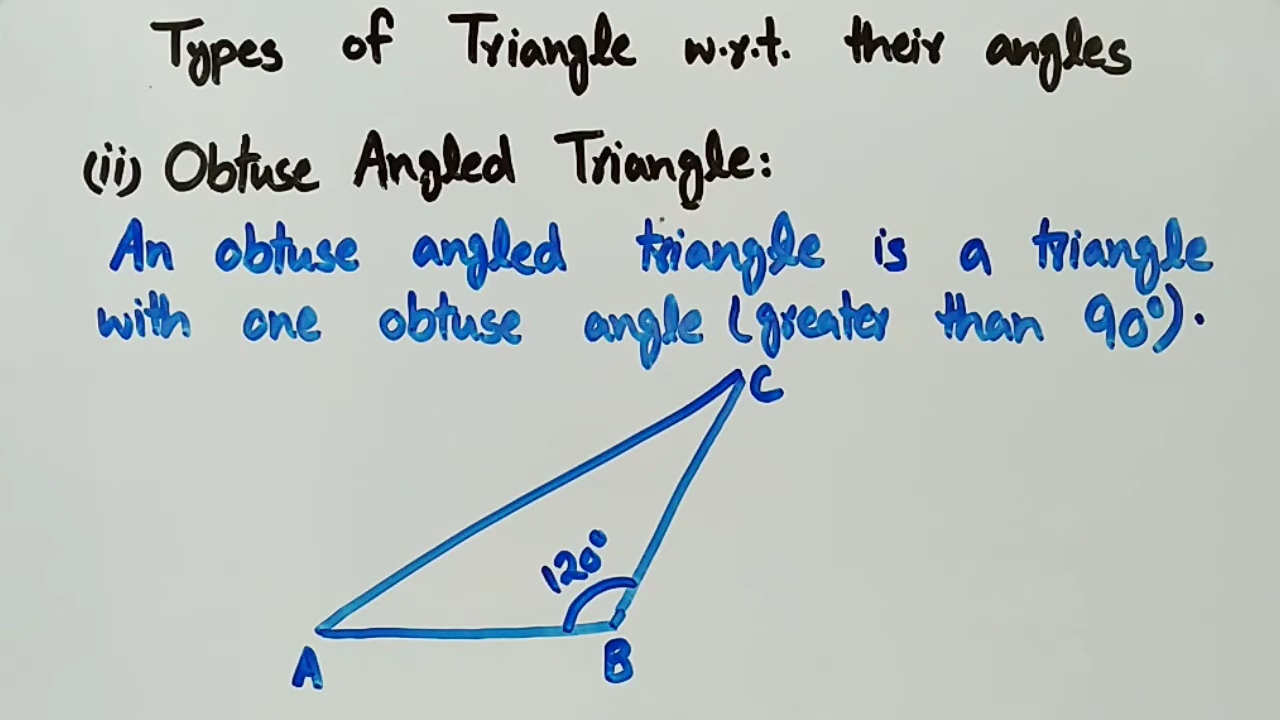 Types of Triangle w.r.t. their angles
(ii) Obtuse Angled Triangle:
An obtuse angled triangle is a triangle
with one obtuse angle (greater than 90°).
C
120°
A
B